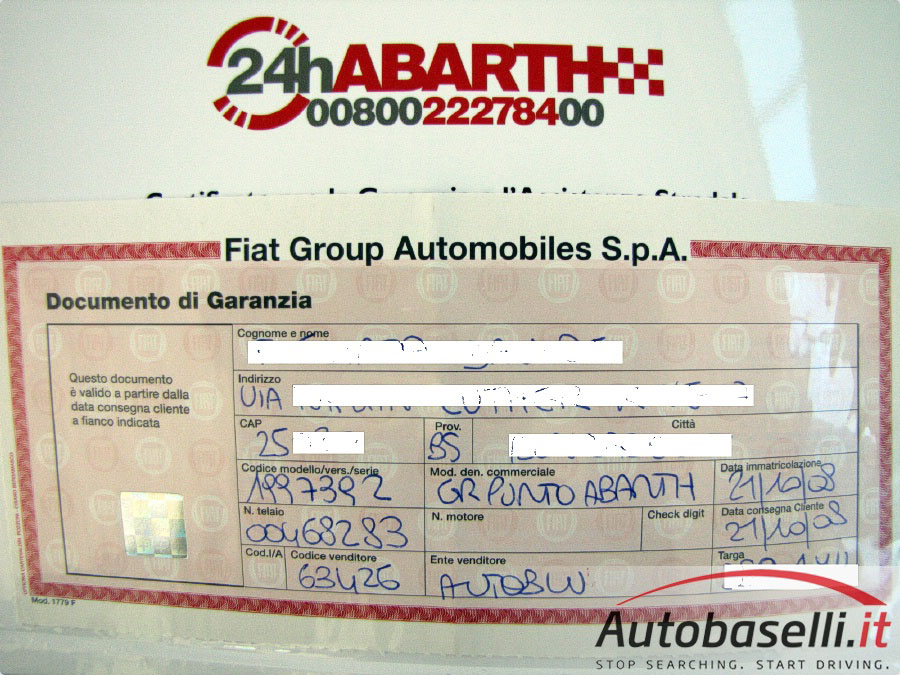 24hABARTH
0080022278400
Fiat Group Automobiles S.p.A.
Documento di Garanzia
Questo documento
è valido a partire dalla
data consegna cliente
a fianco indicata
Cognome e nome
Indirizzo
VIA
CAP
25
Prov.
BS
Città
Codice modello/vers./serie
1997392
Mod. den. commerciale
GR PUNTO ABARTH
Data immatricolazione
21/10/08
N. telaio
00468283
N. motore
Check digit
Data consegna Cliente
21/10/08
Cod.I/A
Codice venditore
63426
Ente venditore
AUTOBLU
Targa
Mod. 1779 F
Autobaselli.it
STOP SEARCHING. START DRIVING.